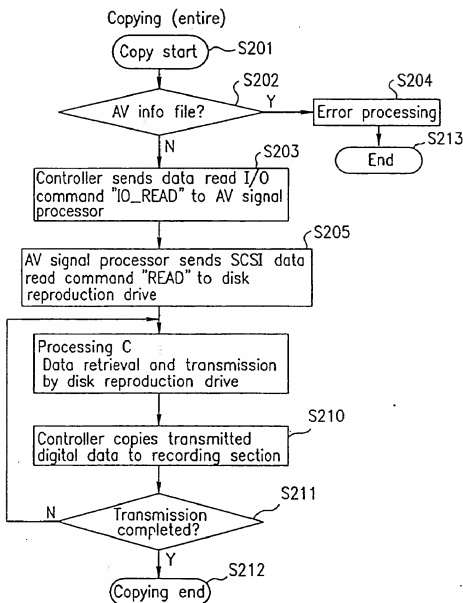 Copying (entire)
Copy start
S201
S202
AV info file?
Y
S204
Error processing
N
S203
S213
End
Controller sends data read I/O
command "IO_READ" to AV signal
processor
S205
AV signal processor sends SCSI data
read command "READ" to disk
reproduction drive
Processing C
Data retrieval and transmission
by disk reproduction drive
S210
Controller copies transmitted
digital data to recording section
S211
N
Transmission
completed?
Y
S212
Copying end